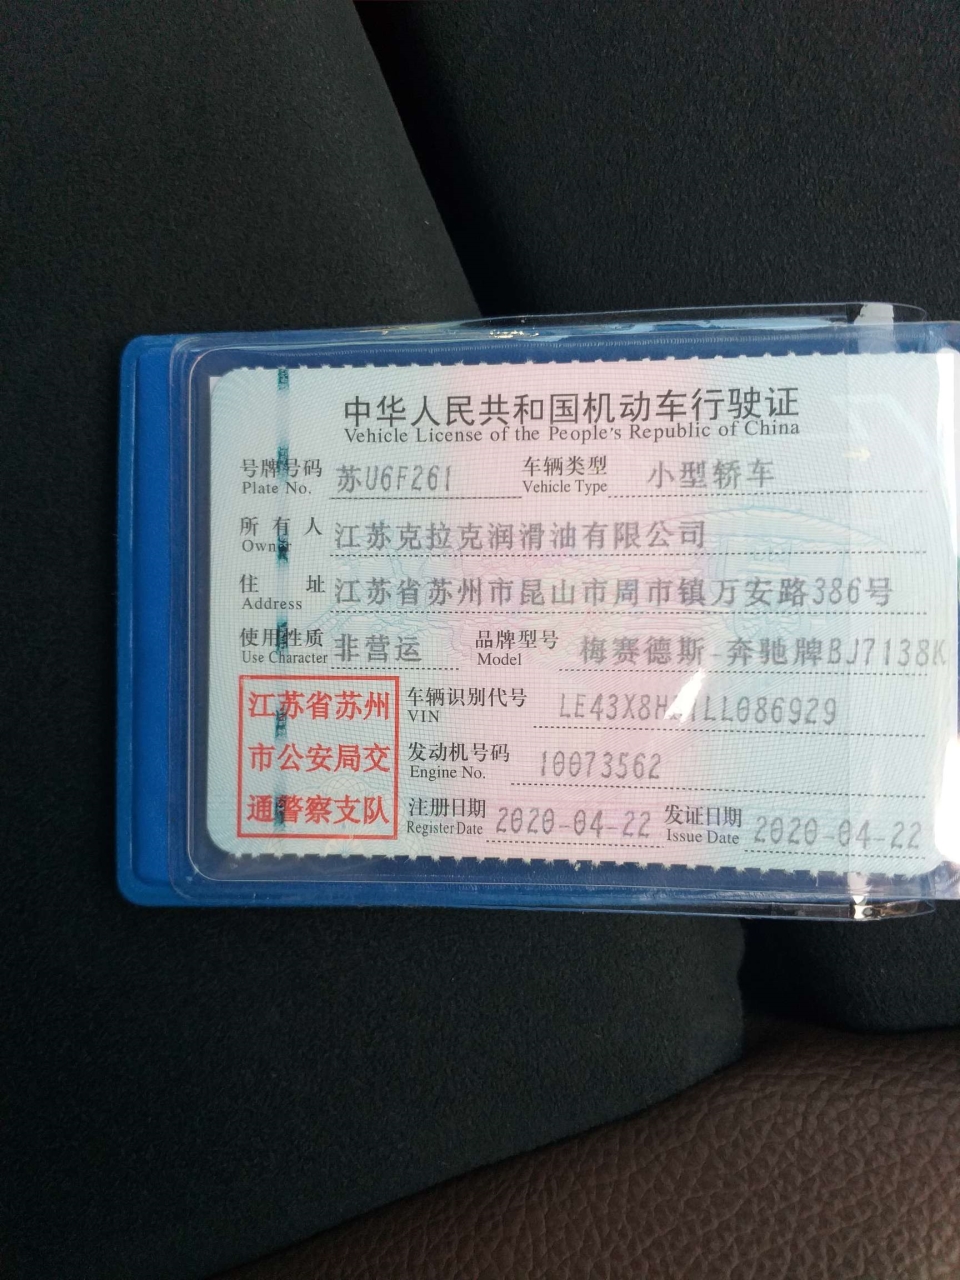 中华人民共和国机动车行驶证
Vehicle License of the People's Republic of China
号牌号码 苏U6F261 车辆类型 小型轿车
Plate No. Vehicle Type
所有人 江苏克拉克润滑油有限公司
Owner
住址 江苏省苏州市昆山市周市镇万安路386号
Address
使用性质 非营运 品牌型号 梅赛德斯-奔驰牌BJ7138K
Use Character Model
江苏省苏州
市公安局交
通警察支队
车辆识别代号
VIN
发动机号码 10073562
Engine No.
注册日期 2020-04-22 发证日期 2020-04-22
Register Date Issue Date